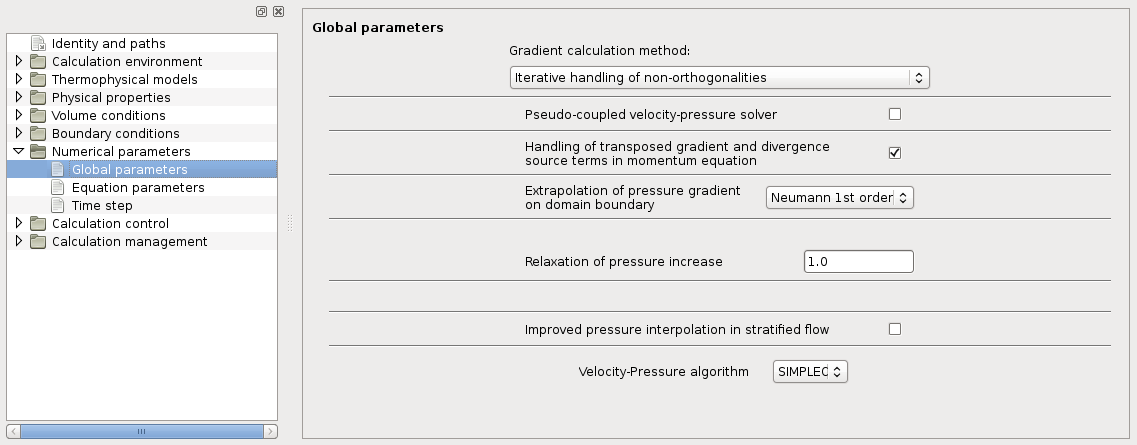 Identity and paths
Calculation environment
Thermophysical models
Physical properties
Volume conditions
Boundary conditions
Numerical parameters
Global parameters
Equation parameters
Time step
Calculation control
Calculation management
Global parameters
Gradient calculation method:
Iterative handling of non-orthogonalities
Pseudo-coupled velocity-pressure solver
Handling of transposed gradient and divergence
source terms in momentum equation
Extrapolation of pressure gradient
on domain boundary
Neumann 1st order
Relaxation of pressure increase
1.0
Improved pressure interpolation in stratified flow
Velocity-Pressure algorithm
SIMPLEC